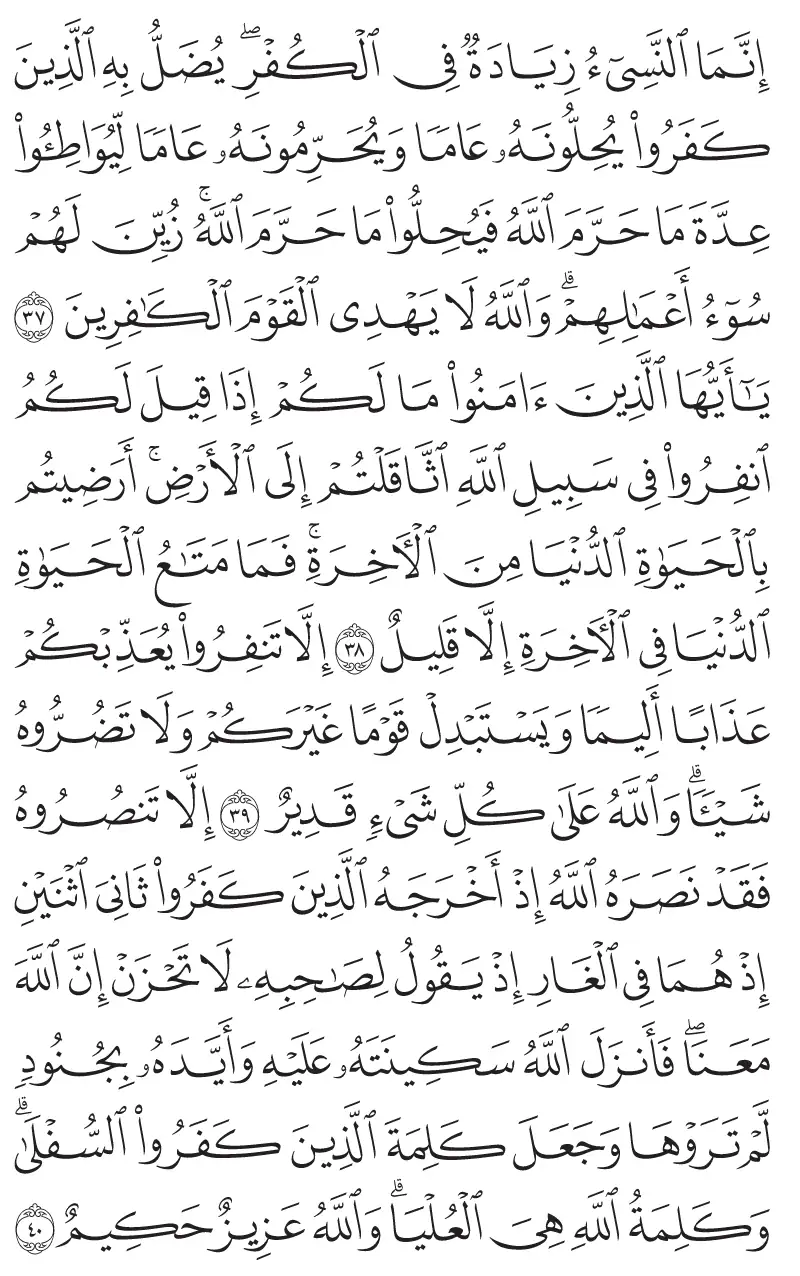 إِنَّمَا ٱلنَّسِىٓءُ زِيَادَةٌ فِى ٱلْكُفْرِ ۖ يُضَلُّ بِهِ ٱلَّذِينَ
كَفَرُوا۟ يُحِلُّونَهُۥ عَامًا وَيُحَرِّمُونَهُۥ عَامًا لِّيُوَاطِـُٔوا۟
عِدَّةَ مَا حَرَّمَ ٱللَّهُ فَيُحِلُّوا۟ مَا حَرَّمَ ٱللَّهُ ۚ زُيِّنَ لَهُمْ
سُوٓءُ أَعْمَـٰلِهِمْ ۗ وَٱللَّهُ لَا يَهْدِى ٱلْقَوْمَ ٱلْكَـٰفِرِينَ ٣٧
يَـٰٓأَيُّهَا ٱلَّذِينَ ءَامَنُوا۟ مَا لَكُمْ إِذَا قِيلَ لَكُمُ
ٱنفِرُوا۟ فِى سَبِيلِ ٱللَّهِ ٱثَّاقَلْتُمْ إِلَى ٱلْأَرْضِ ۚ أَرَضِيتُم
بِٱلْحَيَوٰةِ ٱلدُّنْيَا مِنَ ٱلْـَٔاخِرَةِ ۚ فَمَا مَتَـٰعُ ٱلْحَيَوٰةِ
ٱلدُّنْيَا فِى ٱلْـَٔاخِرَةِ إِلَّا قَلِيلٌ ٣٨ إِلَّا تَنفِرُوا۟ يُعَذِّبْكُمْ
عَذَابًا أَلِيمًا وَيَسْتَبْدِلْ قَوْمًا غَيْرَكُمْ وَلَا تَضُرُّوهُ
شَيْـًٔا ۗ وَٱللَّهُ عَلَىٰ كُلِّ شَىْءٍ قَدِيرٌ ٣٩ إِلَّا تَنصُرُوهُ
فَقَدْ نَصَرَهُ ٱللَّهُ إِذْ أَخْرَجَهُ ٱلَّذِينَ كَفَرُوا۟ ثَانِىَ ٱثْنَيْنِ
إِذْ هُمَا فِى ٱلْغَارِ إِذْ يَقُولُ لِصَـٰحِبِهِۦ لَا تَحْزَنْ إِنَّ ٱللَّهَ
مَعَنَا ۖ فَأَنزَلَ ٱللَّهُ سَكِينَتَهُۥ عَلَيْهِ وَأَيَّدَهُۥ بِجُنُودٍ
لَّمْ تَرَوْهَا وَجَعَلَ كَلِمَةَ ٱلَّذِينَ كَفَرُوا۟ ٱلسُّفْلَىٰ ۗ
وَكَلِمَةُ ٱللَّهِ هِىَ ٱلْعُلْيَا ۗ وَٱللَّهُ عَزِيزٌ حَكِيمٌ ٤٠